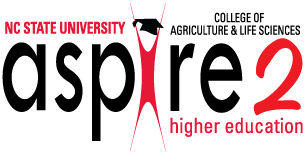 NC STATE UNIVERSITY
COLLEGE OF
AGRICULTURE & LIFE SCIENCES
aspire 2
higher education